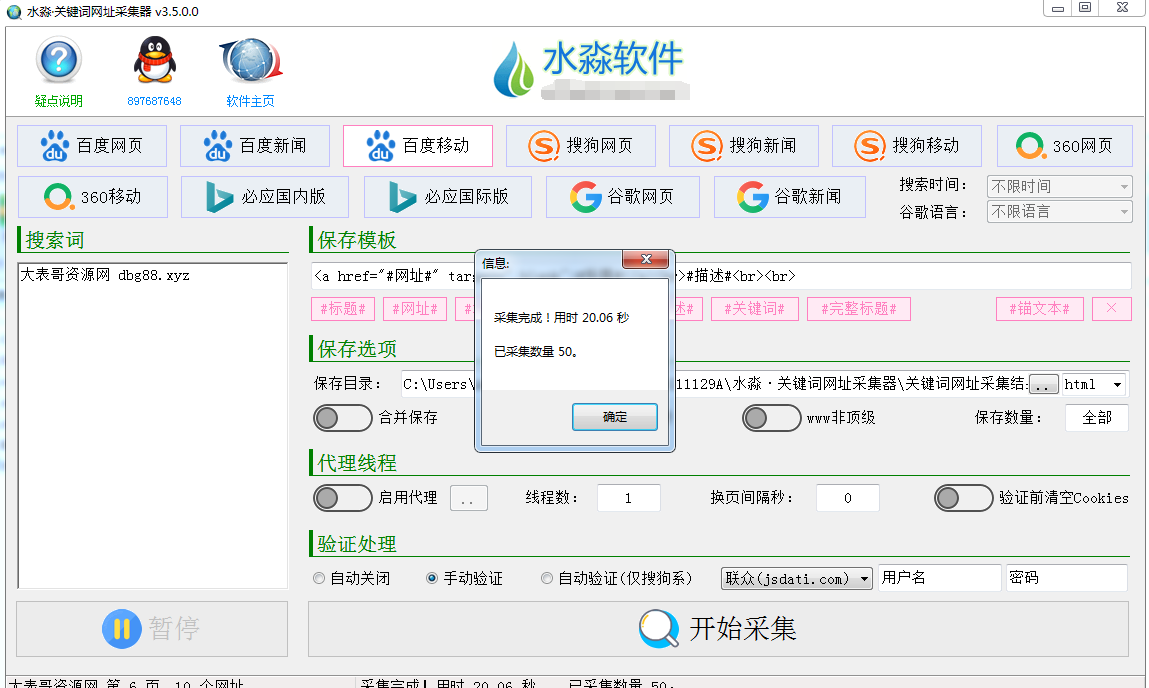 水淼·关键词网址采集器 v3.5.0.0
疑点说明
897687648
软件主页
水淼软件
百度网页
百度新闻
百度移动
搜狗网页
搜狗新闻
搜狗移动
360网页
360移动
必应国内版
必应国际版
谷歌网页
谷歌新闻
搜索时间：
不限时间
谷歌语言：
不限语言
搜索词
大表哥资源网 dbg88.xyz
保存模板
<a href="#网址#" targ
>#描述#<br><br>
#标题#
#网址#
#关键词#
#完整标题#
#锚文本#
×
信息:
采集完成！用时 20.06 秒
已采集数量 50。
确定
保存选项
保存目录：
C:\Users\
11129A\水淼·关键词网址采集器\关键词网址采集结:
..
html
合并保存
www非顶级
保存数量：
全部
代理线程
启用代理
..
线程数：
1
换页间隔秒：
0
验证前清空Cookies
验证处理
自动关闭
手动验证
自动验证(仅搜狗系)
联众(jsdati.com)
用户名
密码
暂停
开始采集
大表哥资源网 第 6 页，10 个网址
采集完成！用时 20.06 秒
已采集数量 50。